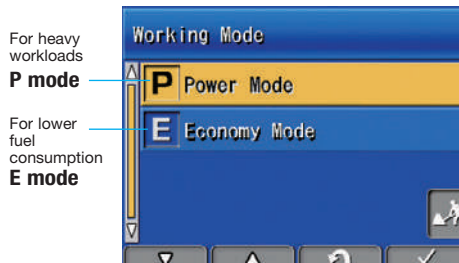 Working Mode
For heavy
workloads
P mode
P Power Mode
For lower
fuel
consumption
E mode
E Economy Mode